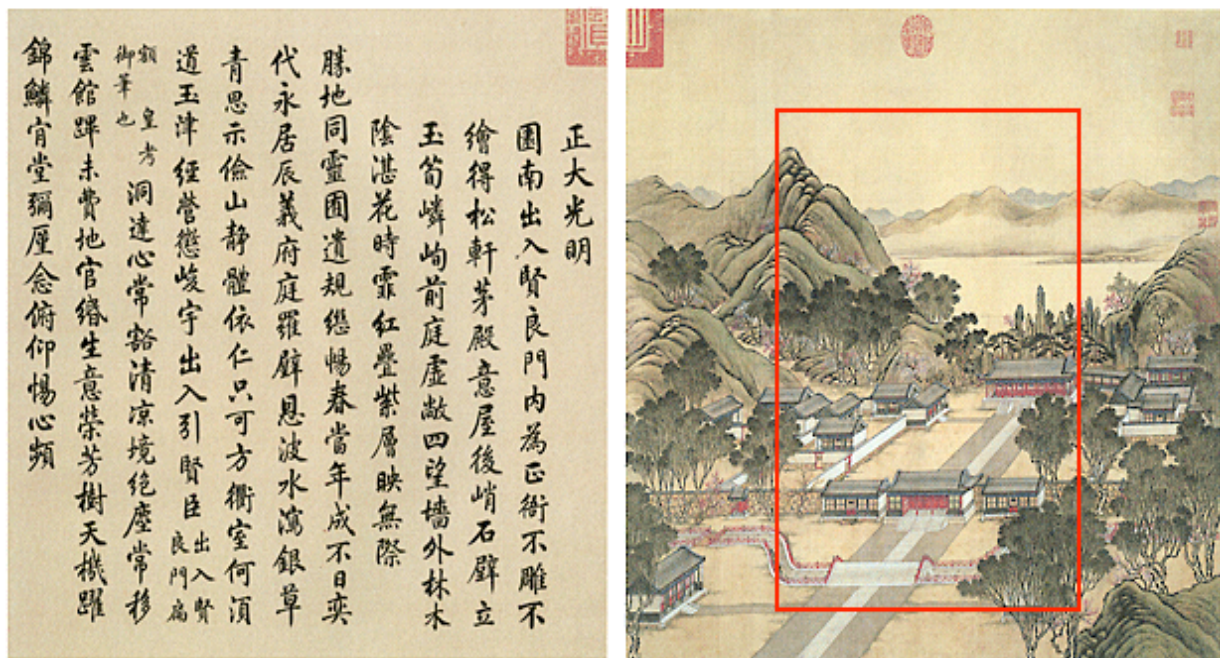 正大光明
園南出入賢良門内為正衙不雕不
繪得松軒茅殿意屋後峭石壁立
玉筍嶙峋前庭虛敞四望墻外林木
陰湛花時霏紅疊紫層映無際
勝地同靈囿遺規繼暢春當年成不日奕
代永居辰義府庭羅壁恩波水瀉銀草
青思示儉山静體依仁只可方衢室何須
道玉津經營懲峻宇出入引賢臣出入賢良門扁
額皇考御筆也洞達心常豁清涼境絶塵常移
雲館蹕未費地官緡生意榮芳樹天機躍
錦鱗肯堂彌廑念俯仰惕心頻